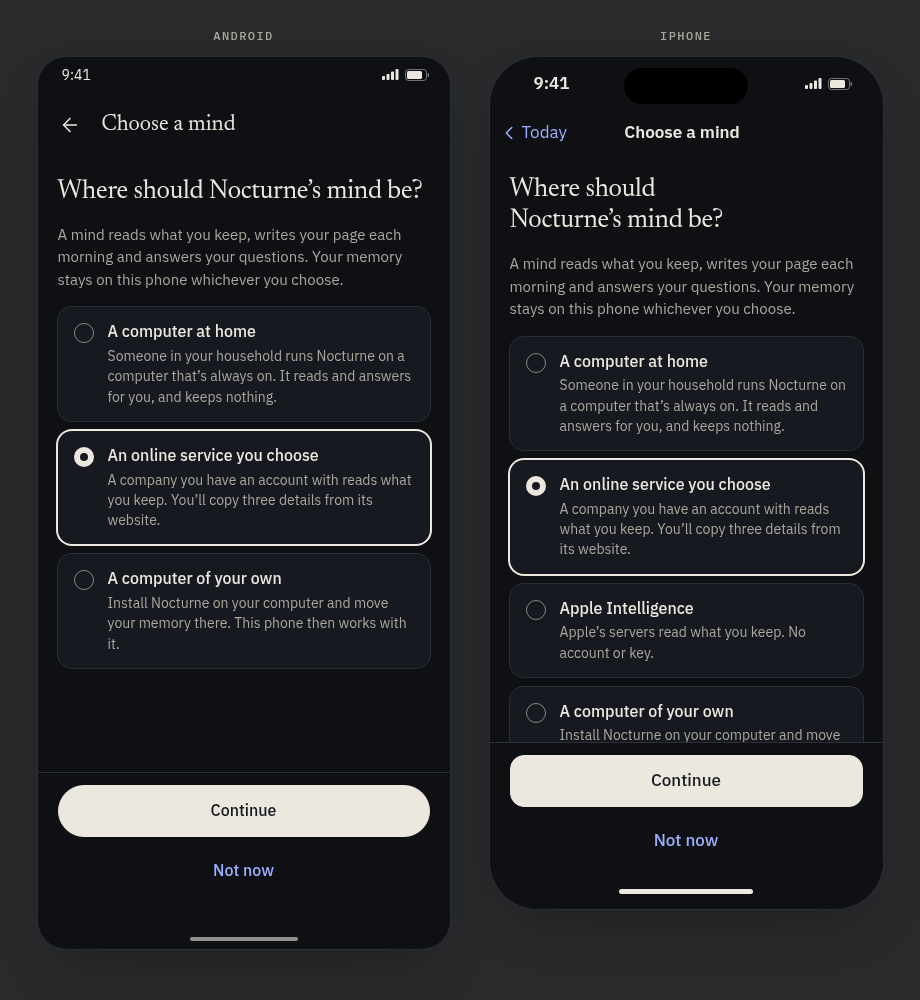 ANDROID
9:41
Choose a mind
Where should Nocturne’s mind be?
A mind reads what you keep, writes your page each
morning and answers your questions. Your memory
stays on this phone whichever you choose.
A computer at home
Someone in your household runs Nocturne on a
computer that’s always on. It reads and answers
for you, and keeps nothing.
An online service you choose
A company you have an account with reads what
you keep. You’ll copy three details from its
website.
A computer of your own
Install Nocturne on your computer and move
your memory there. This phone then works with
it.
Continue
Not now
IPHONE
9:41
Today
Choose a mind
Where should
Nocturne’s mind be?
A mind reads what you keep, writes your page each
morning and answers your questions. Your memory
stays on this phone whichever you choose.
A computer at home
Someone in your household runs Nocturne on
a computer that’s always on. It reads and
answers for you, and keeps nothing.
An online service you choose
A company you have an account with reads
what you keep. You’ll copy three details from
its website.
Apple Intelligence
Apple’s servers read what you keep. No
account or key.
A computer of your own
Install Nocturne on your computer and move
Continue
Not now